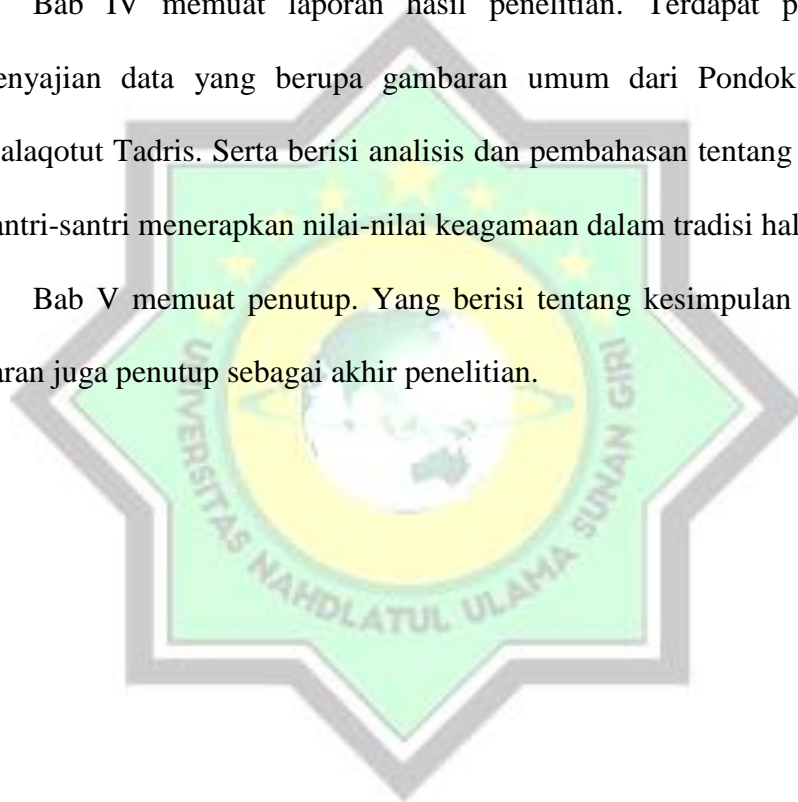 Bab IV memuat laporan hasil penelitian. Terdapat p
enyajian data yang berupa gambaran umum dari Pondok
alaqotut Tadris. Serta berisi analisis dan pembahasan tentang
antri-santri menerapkan nilai-nilai keagamaan dalam tradisi hal
Bab V memuat penutup. Yang berisi tentang kesimpulan
aran juga penutup sebagai akhir penelitian.
UNIVERSITAS NAHDLATUL ULAMA SUNAN GIRI